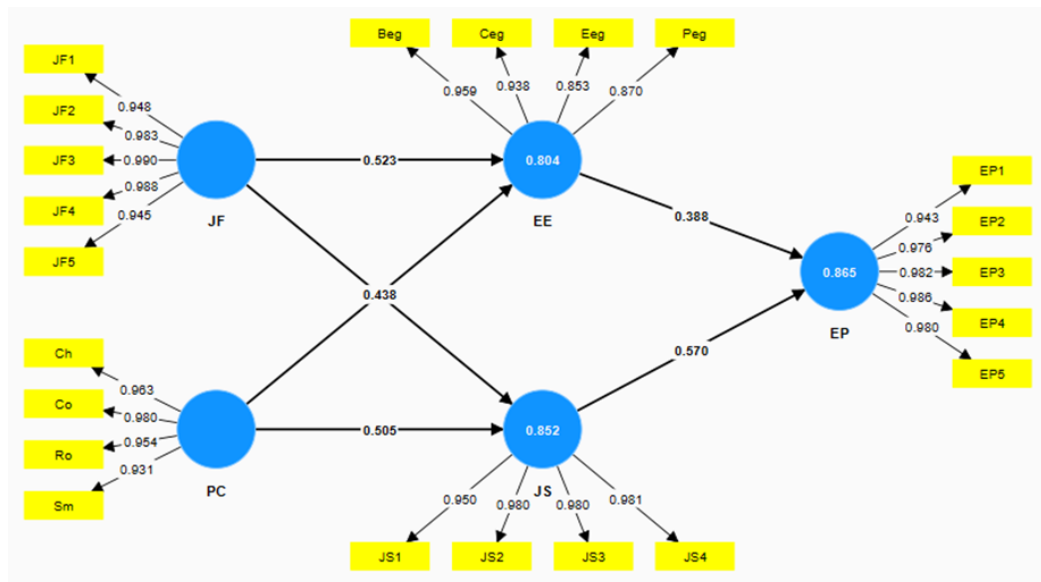 Beg
Ceg
Eeg
Peg
JF1
JF2
JF3
JF4
JF5
0.948
0.983
0.990
0.988
0.945
0.959
0.938
0.853
0.870
JF
0.523
0.804
EE
0.388
0.438
EP1
EP2
EP3
EP4
EP5
0.943
0.976
0.982
0.986
0.980
0.865
EP
0.570
Ch
Co
Ro
Sm
0.963
0.980
0.954
0.931
PC
0.505
0.852
JS
0.950
0.980
0.980
0.981
JS1
JS2
JS3
JS4